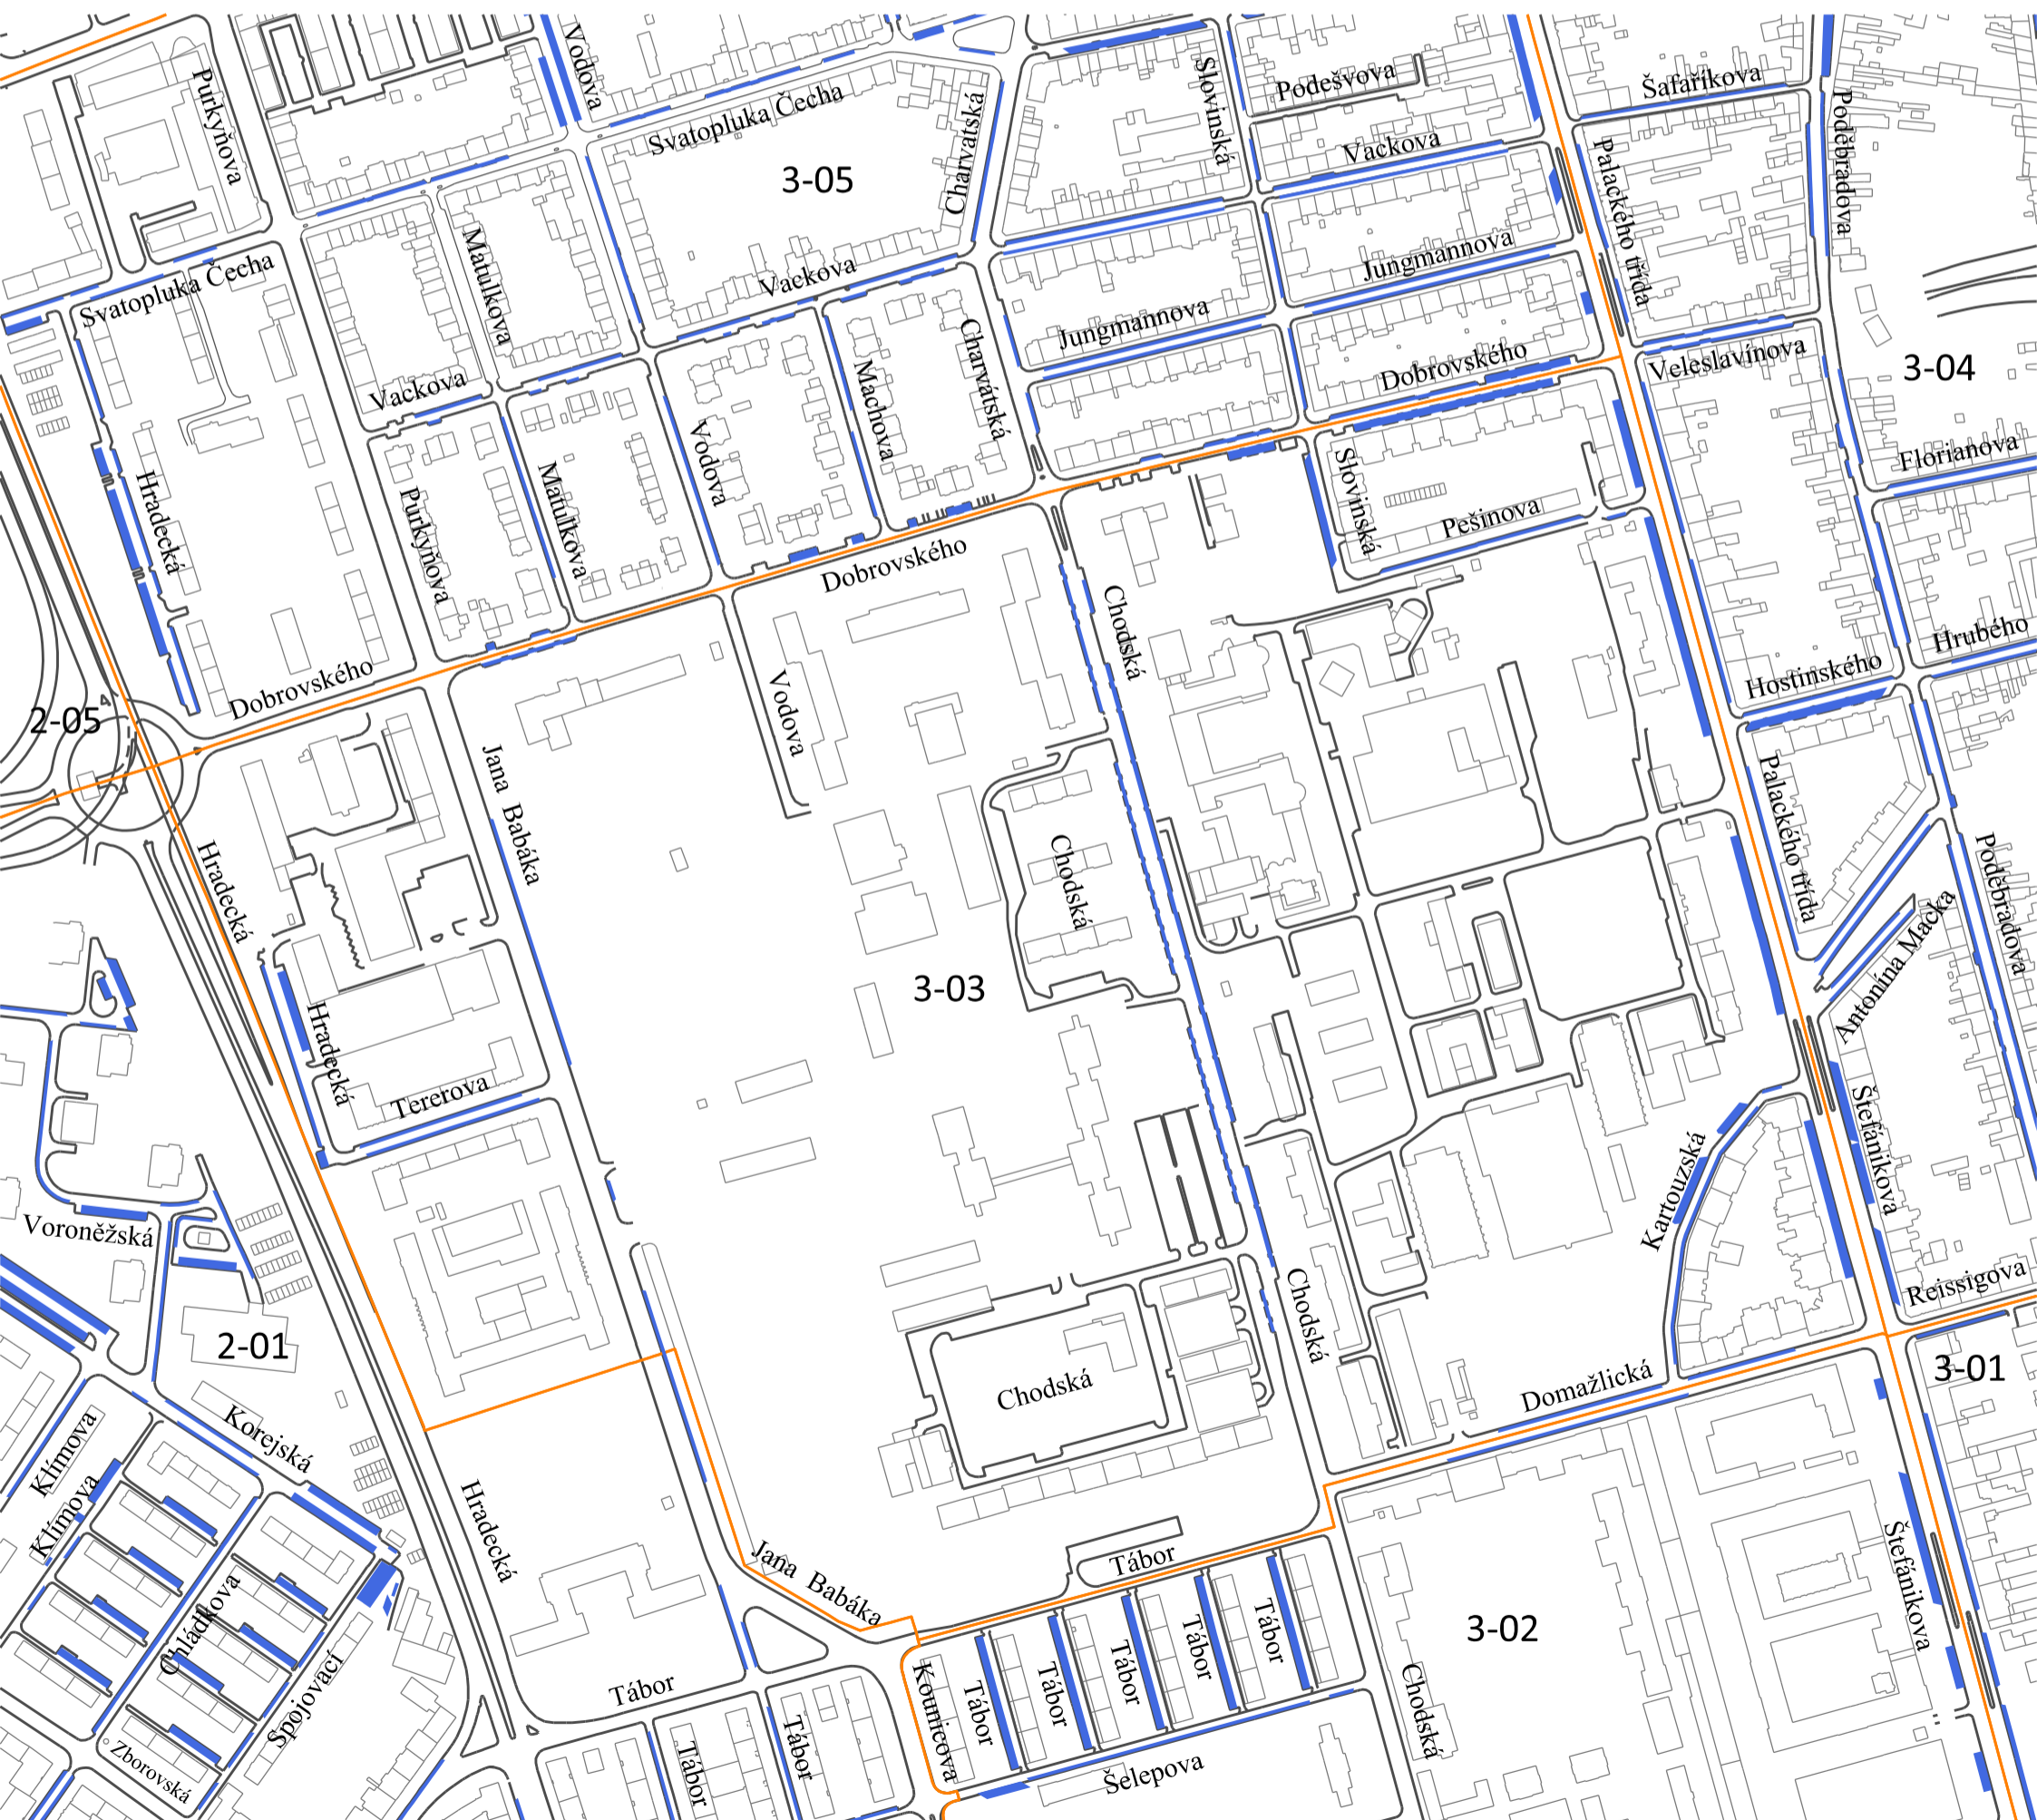 Vodova
Purkyňova
Svatopluka Čecha
3-05
Charvatská
Slovinská
Podešvova
Vackova
Šafaříkova
Poděbradova
Palackého třída
Svatopluka Čecha
Matulkova
Vackova
Jungmannova
Jungmannova
Dobrovského
Veleslavínova
3-04
Vackova
Machova
Charvátská
Vodova
Hradecká
Purkyňova
Matulkova
Slovinská
Pešinova
Florianova
Dobrovského
Chodská
Hrubého
Hostinského
Dobrovského
2-05
Jana Babáka
Vodova
Palackého třída
Hradecká
Chodská
Poděbradova
Antonína Macka
3-03
Hradecká
Tererova
Štefánikova
Kartouzská
Voroněžská
2-01
Chodská
Reissigova
3-01
Chodská
Domažlická
Klímova
Korejská
Klímova
Hradecká
Jana Babáka
Tábor
Štefánikova
Chládkova
Spojovací
Zborovská
Tábor
Kounicova
Tábor
Tábor
Tábor
Tábor
Tábor
3-02
Chodská
Tábor
Tábor
Šelepova